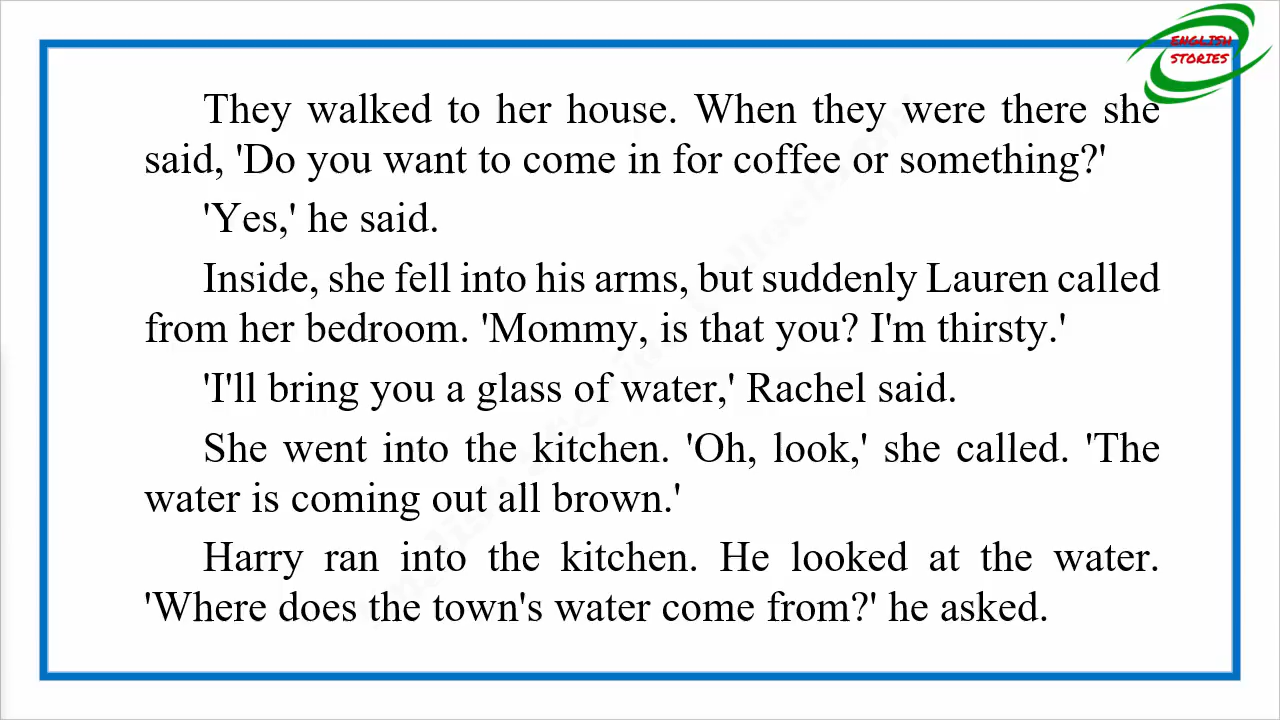 ENGLISH
STORIES
They walked to her house. When they were there she
said, 'Do you want to come in for coffee or something?'
'Yes,' he said.
Inside, she fell into his arms, but suddenly Lauren called
from her bedroom. 'Mommy, is that you? I'm thirsty.'
'I'll bring you a glass of water,' Rachel said.
She went into the kitchen. 'Oh, look,' she called. 'The
water is coming out all brown.'
Harry ran into the kitchen. He looked at the water.
'Where does the town's water come from?' he asked.